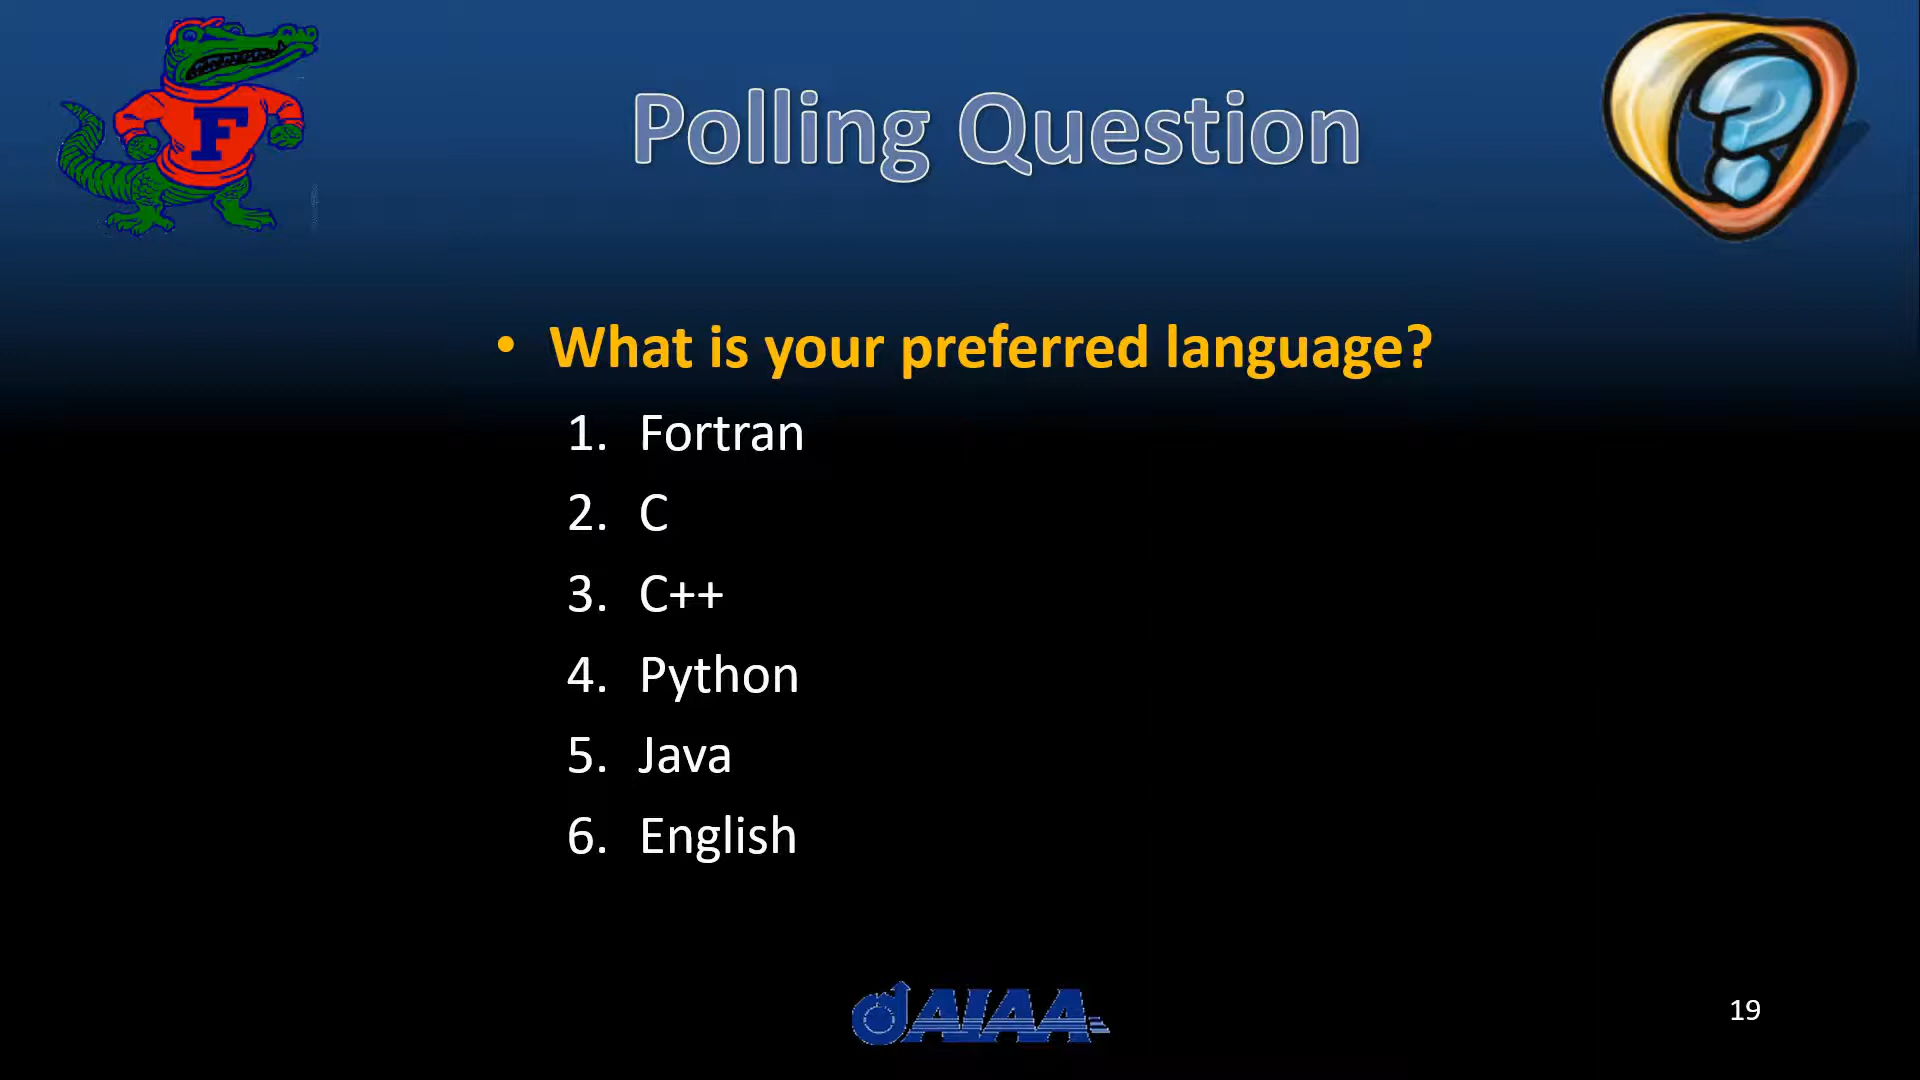 F
Polling Question
?
• What is your preferred language?
1. Fortran
2. C
3. C++
4. Python
5. Java
6. English
AIAA
19